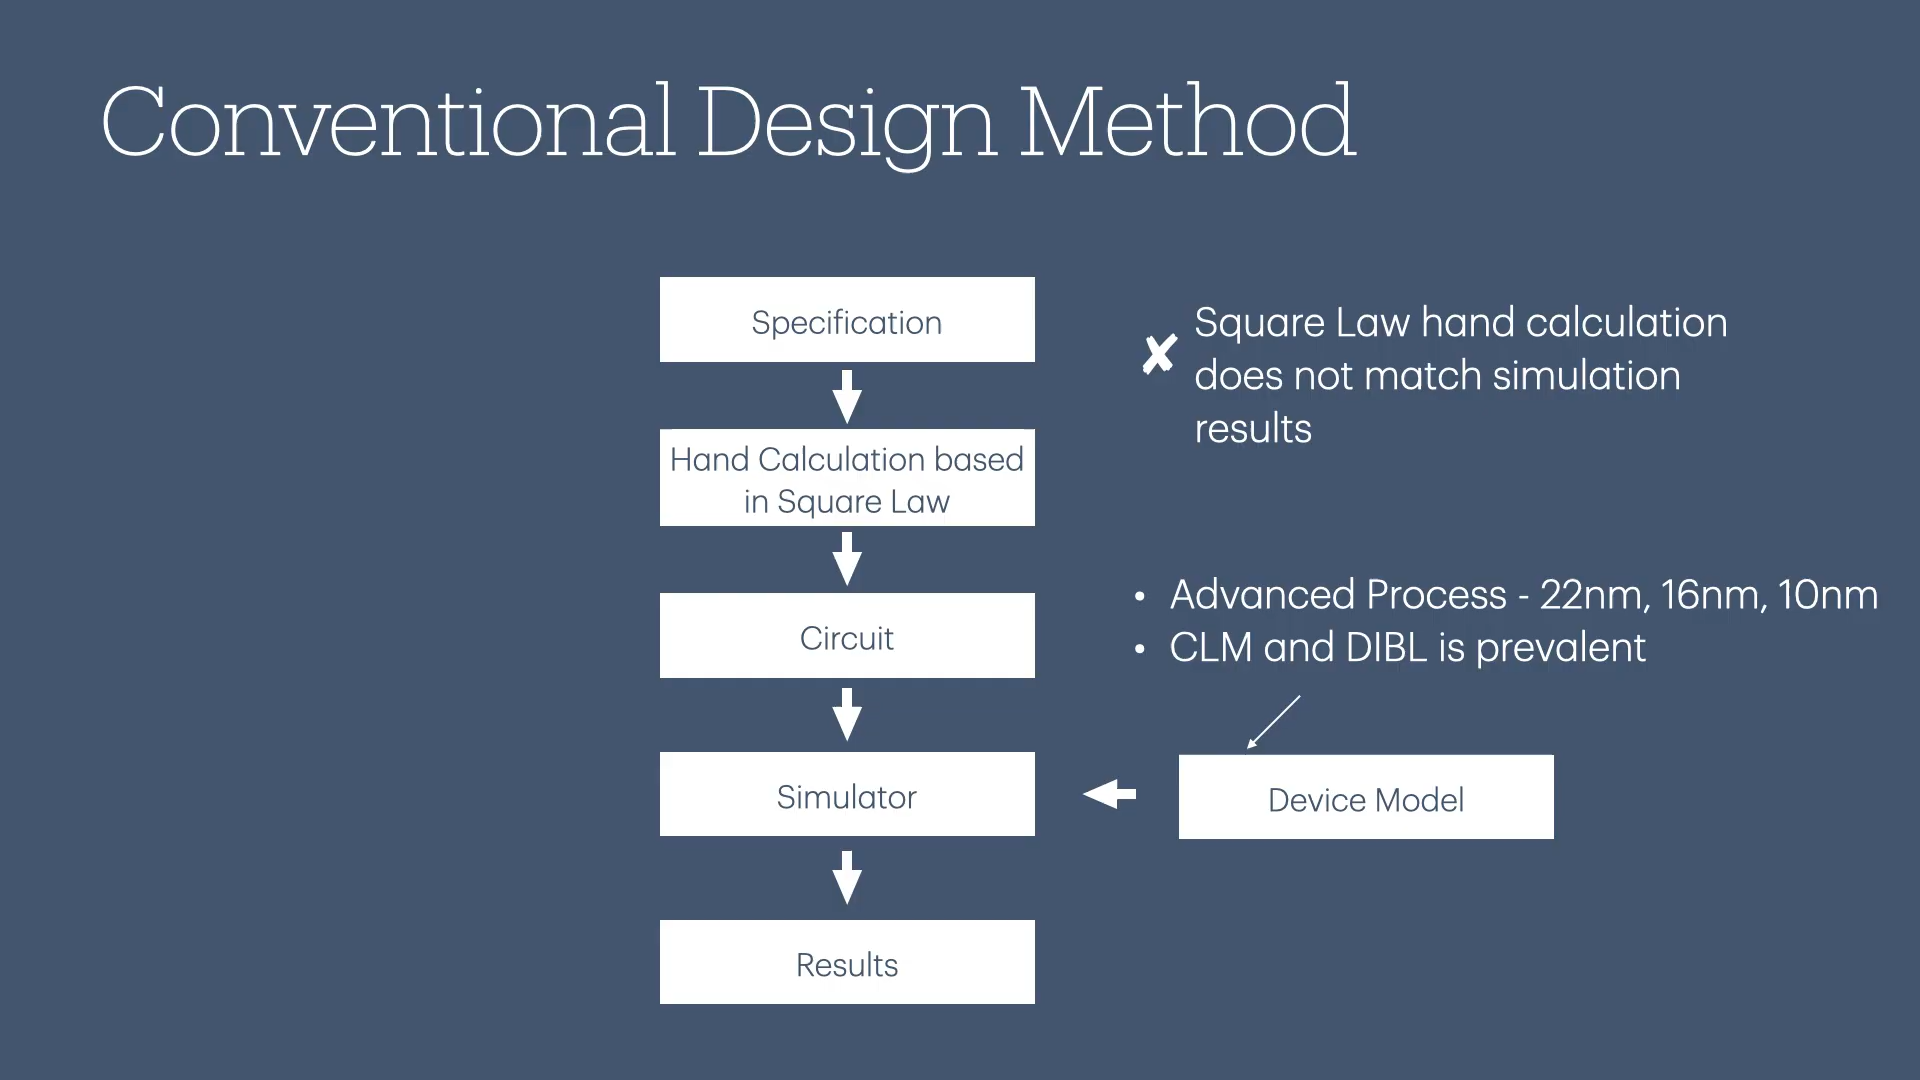 Conventional Design Method
Specification
Hand Calculation based
in Square Law
Circuit
Simulator
Results
✘ Square Law hand calculation
does not match simulation
results
• Advanced Process - 22nm, 16nm, 10nm
• CLM and DIBL is prevalent
Device Model